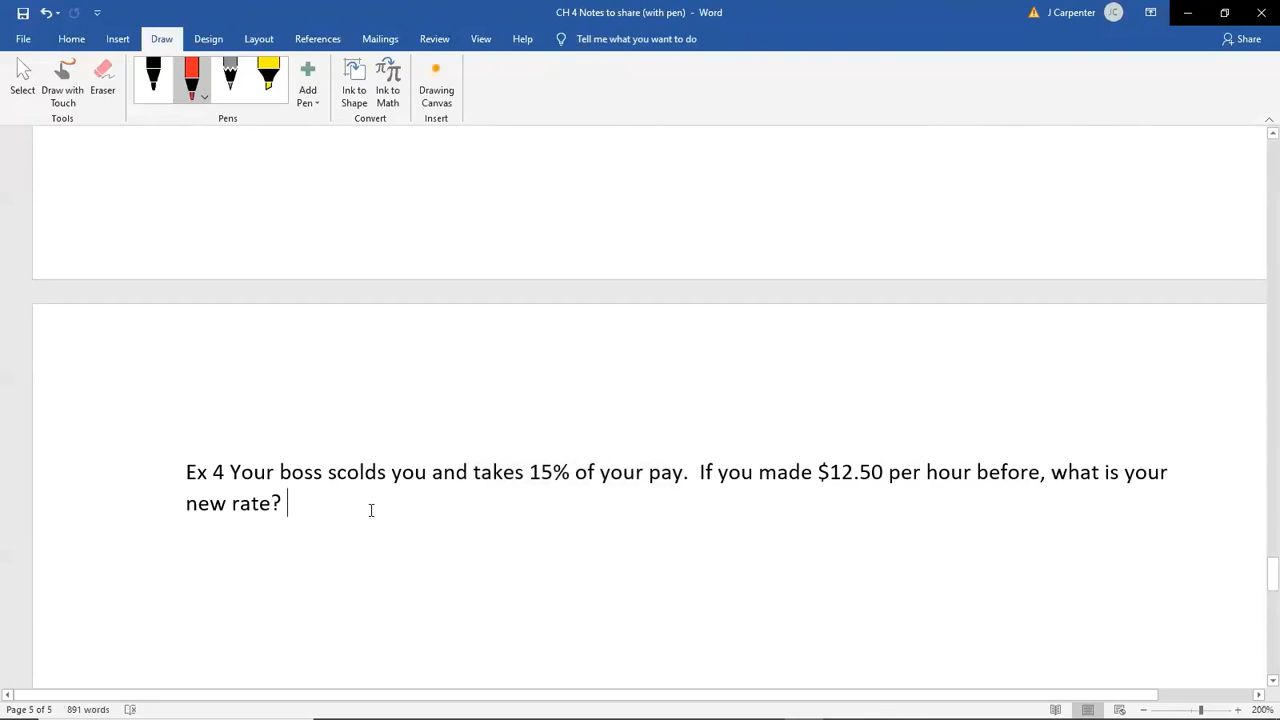 CH 4 Notes to share (with pen) - Word
J Carpenter
JC
File Home Insert Draw Design Layout References Mailings Review View Help Tell me what you want to do
Share
Select
Draw with Touch
Eraser
Add Pen
Ink to Shape
Ink to Math
Drawing Canvas
Tools
Pens
Convert
Insert
Ex 4 Your boss scolds you and takes 15% of your pay. If you made $12.50 per hour before, what is your
new rate?
Page 5 of 5 891 words
200%